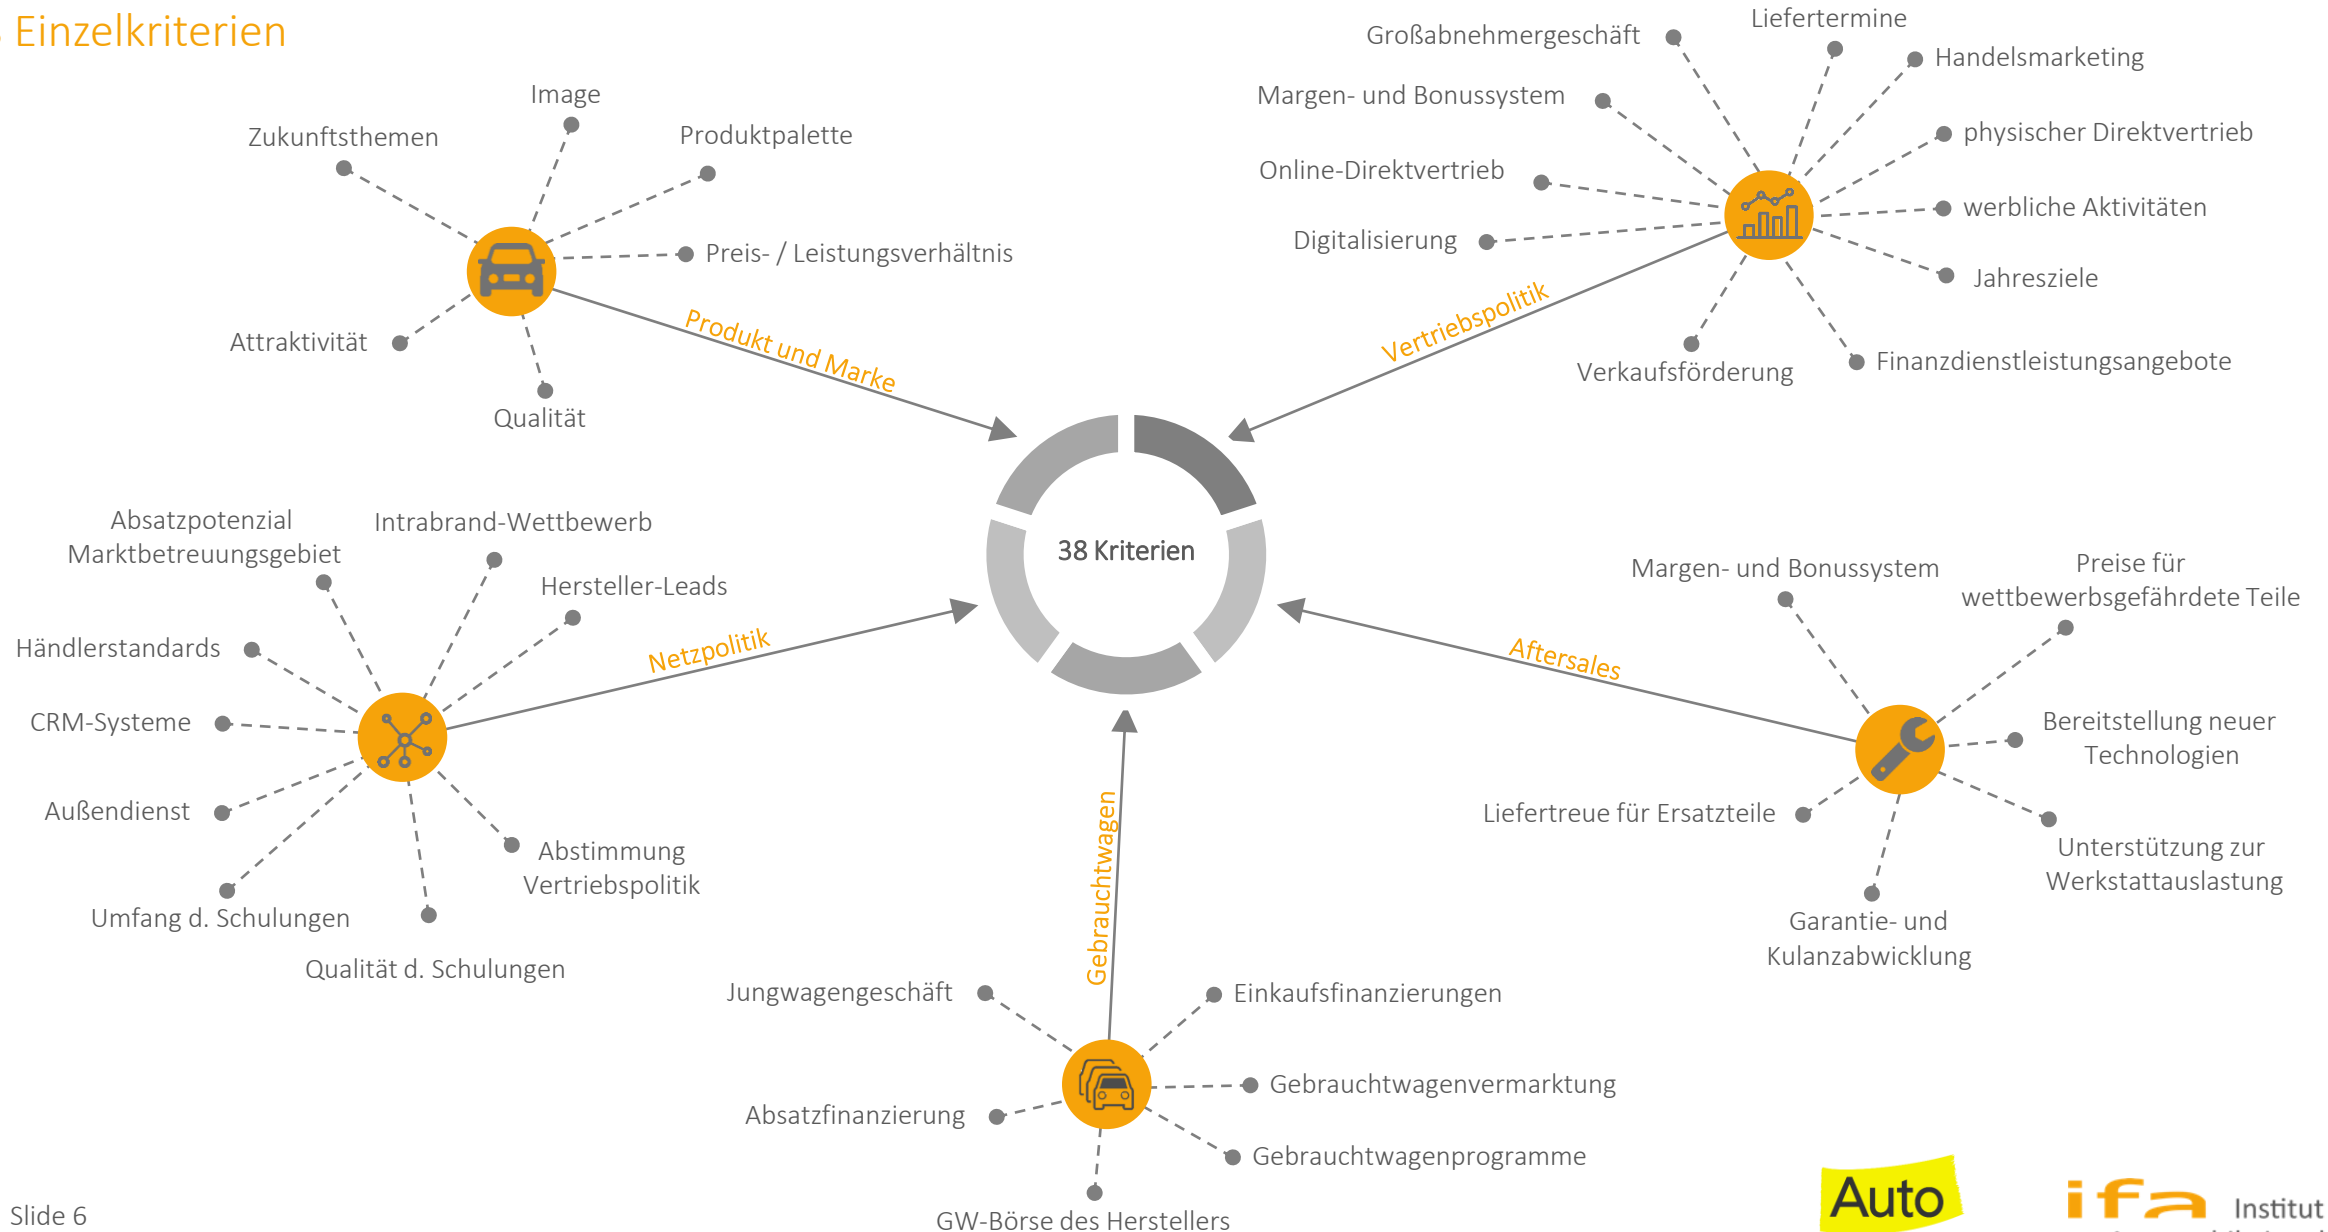 Einzelkriterien
Image
Zukunftsthemen
Produktpalette
Preis- / Leistungsverhältnis
Attraktivität
Qualität
Produkt und Marke
Liefertermine
Großabnehmergeschäft
Handelsmarketing
Margen- und Bonussystem
physischer Direktvertrieb
Online-Direktvertrieb
werbliche Aktivitäten
Digitalisierung
Jahresziele
Verkaufsförderung
Finanzdienstleistungsangebote
Vertriebspolitik
38 Kriterien
Absatzpotenzial
Marktbetreuungsgebiet
Intrabrand-Wettbewerb
Hersteller-Leads
Händlerstandards
CRM-Systeme
Außendienst
Umfang d. Schulungen
Qualität d. Schulungen
Abstimmung
Vertriebspolitik
Netzpolitik
Margen- und Bonussystem
Preise für
wettbewerbsgefährdete Teile
Bereitstellung neuer
Technologien
Liefertreue für Ersatzteile
Unterstützung zur
Werkstattauslastung
Garantie- und
Kulanzabwicklung
Aftersales
Gebrauchtwagen
Jungwagengeschäft
Einkaufsfinanzierungen
Gebrauchtwagenvermarktung
Absatzfinanzierung
Gebrauchtwagenprogramme
GW-Börse des Herstellers
Slide 6
Auto
ifa
Institut